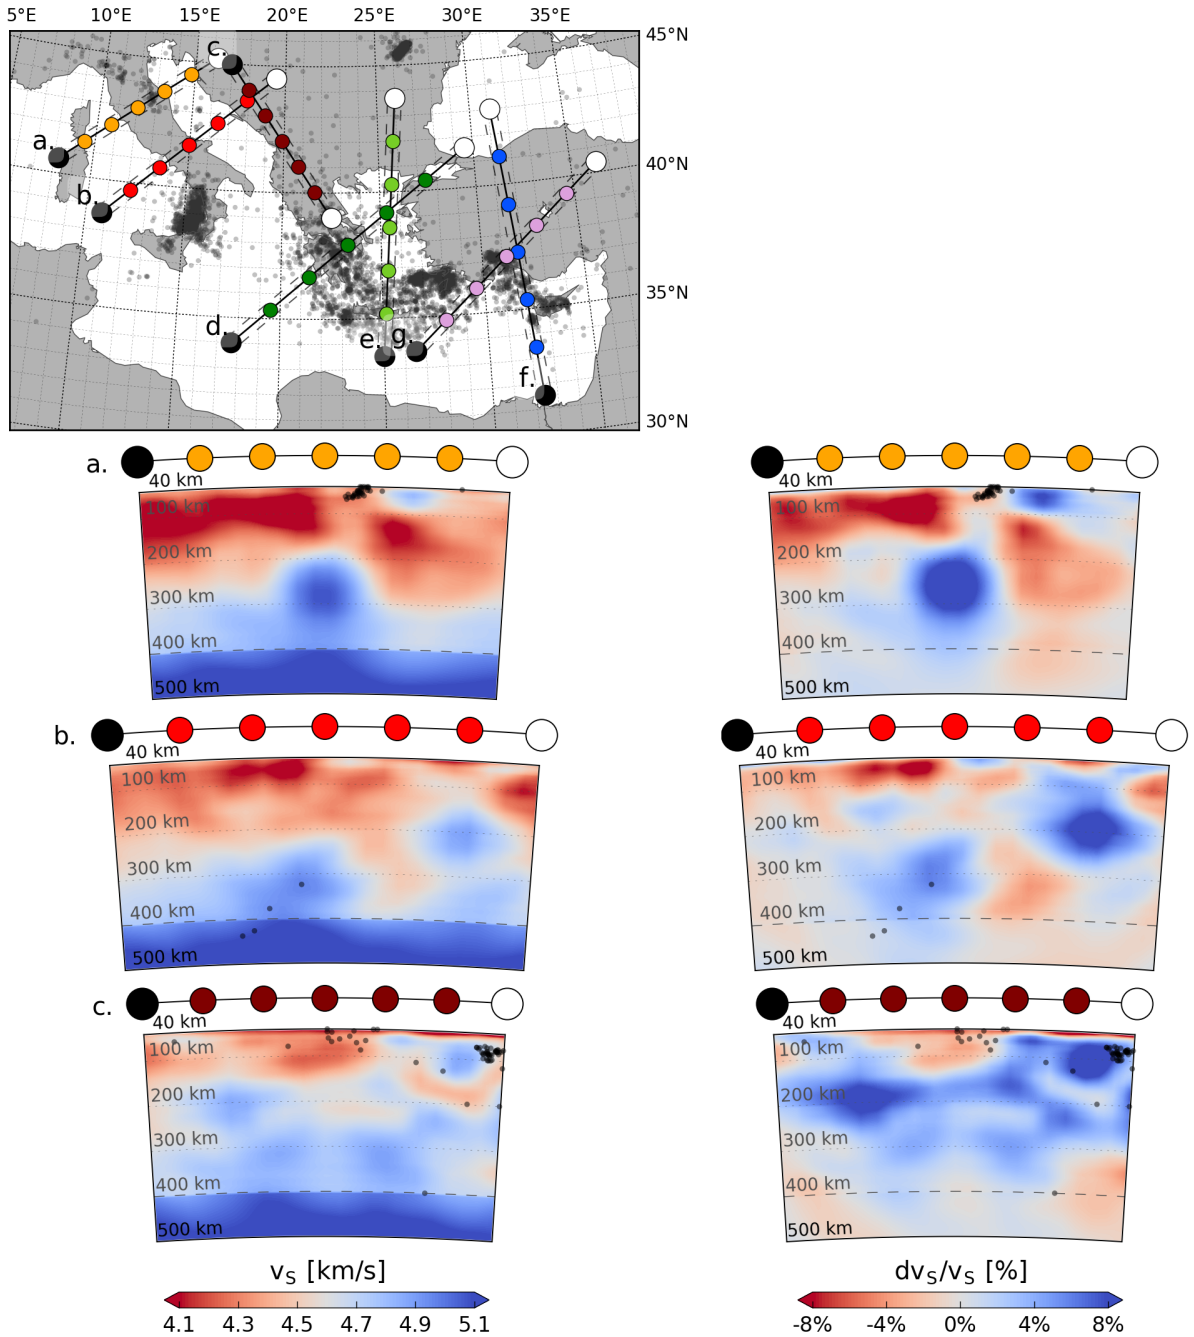 5°E 10°E 15°E 20°E 25°E 30°E 35°E
45°N
c.
a.
40°N
b.
35°N
d.
e. g.
f.
30°N
a.
40 km 40 km
100 km 100 km
200 km 200 km
300 km 300 km
400 km 400 km
500 km 500 km
b.
40 km 40 km
100 km 100 km
200 km 200 km
300 km 300 km
400 km 400 km
500 km 500 km
c.
40 km 40 km
100 km 100 km
200 km 200 km
300 km 300 km
400 km 400 km
500 km 500 km
vS [km/s] dvS/vS [%]
4.1 4.3 4.5 4.7 4.9 5.1 -8% -4% 0% 4% 8%